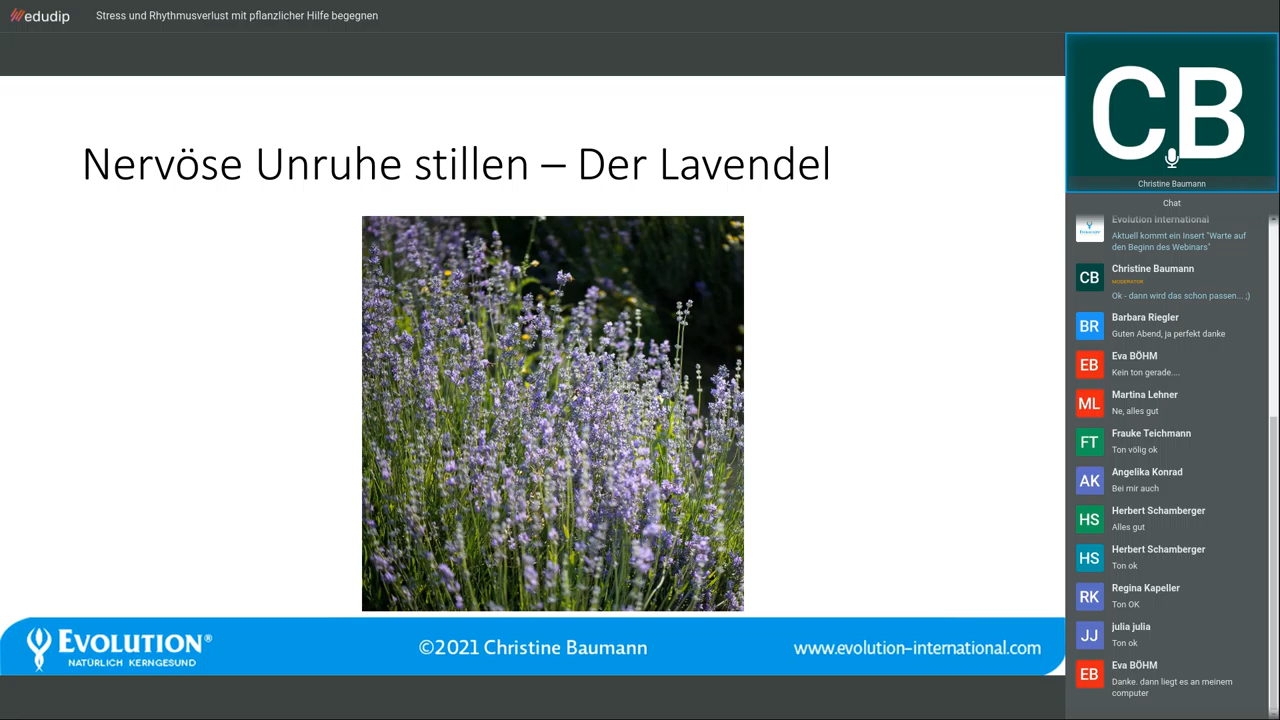 edudip
Stress und Rhythmusverlust mit pflanzlicher Hilfe begegnen
Nervöse Unruhe stillen – Der Lavendel
EVOLUTION®
NATÜRLICH KERNGESUND
©2021 Christine Baumann
www.evolution-international.com
CB
Christine Baumann
Chat
Evolution International
Aktuell kommt ein Insert "Warte auf
den Beginn des Webinars"
CB
Christine Baumann
MODERATOR
Ok - dann wird das schon passen... ;)
BR
Barbara Riegler
Guten Abend, ja perfekt danke
EB
Eva BÖHM
Kein ton gerade....
ML
Martina Lehner
Ne, alles gut
FT
Frauke Teichmann
Ton völig ok
AK
Angelika Konrad
Bei mir auch
HS
Herbert Schamberger
Alles gut
HS
Herbert Schamberger
Ton ok
RK
Regina Kapeller
Ton OK
JJ
julia julia
Ton ok
EB
Eva BÖHM
Danke. dann liegt es an meinem
computer